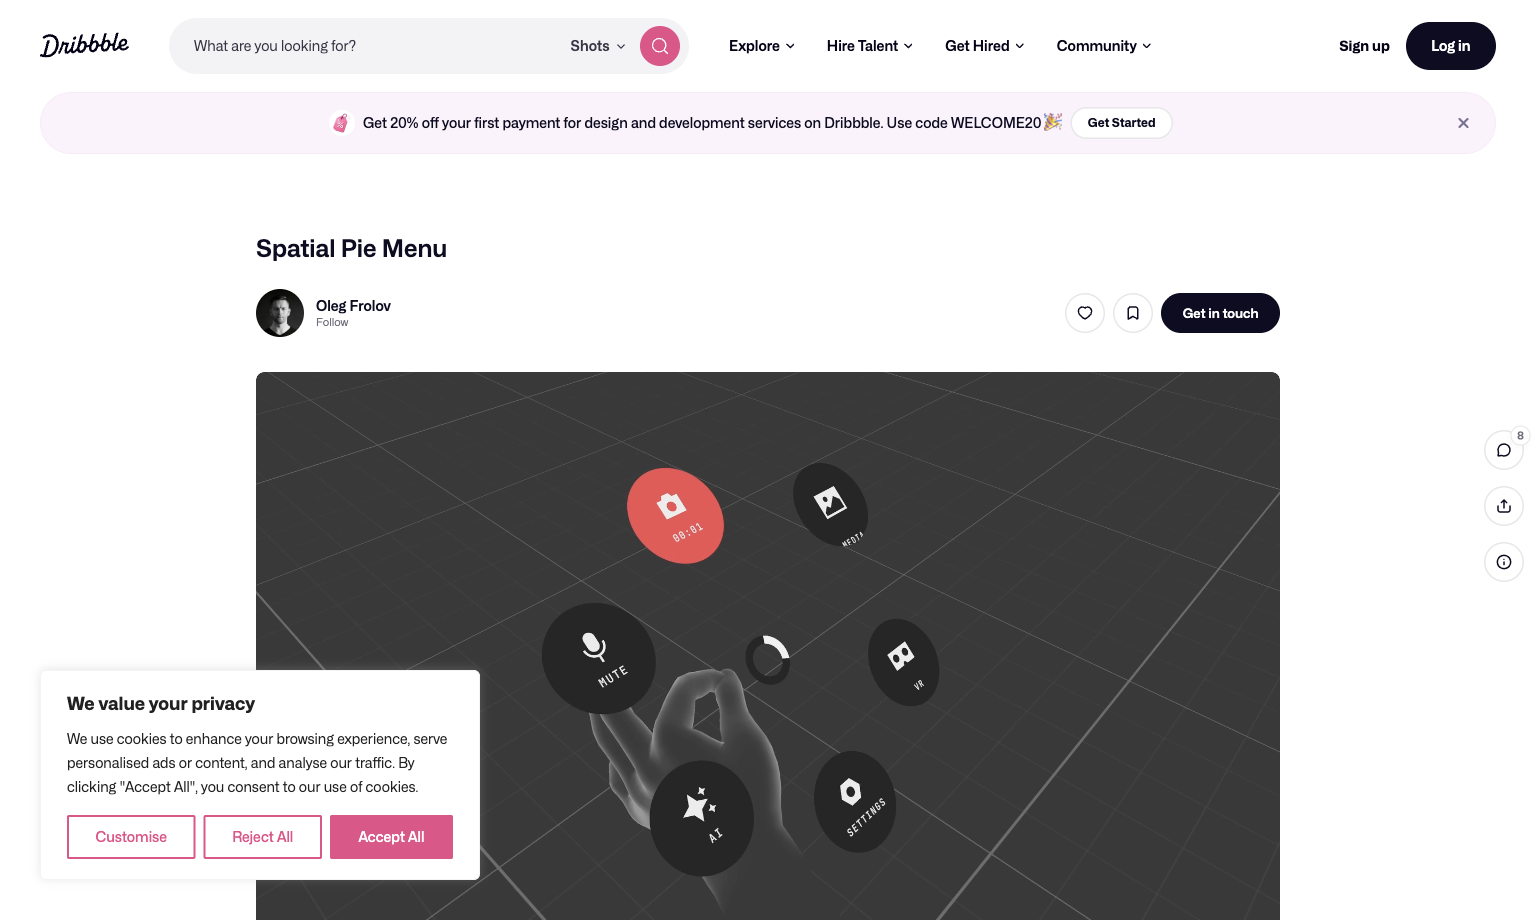 Dribbble
What are you looking for?
Shots
Explore
Hire Talent
Get Hired
Community
Sign up
Log in
Get 20% off your first payment for design and development services on Dribbble. Use code WELCOME20
Get Started
Spatial Pie Menu
Oleg Frolov
Follow
Get in touch
8
00:01
MEDIA
MUTE
VR
SETTINGS
AI
We value your privacy
We use cookies to enhance your browsing experience, serve
personalised ads or content, and analyse our traffic. By
clicking "Accept All", you consent to our use of cookies.
Customise
Reject All
Accept All